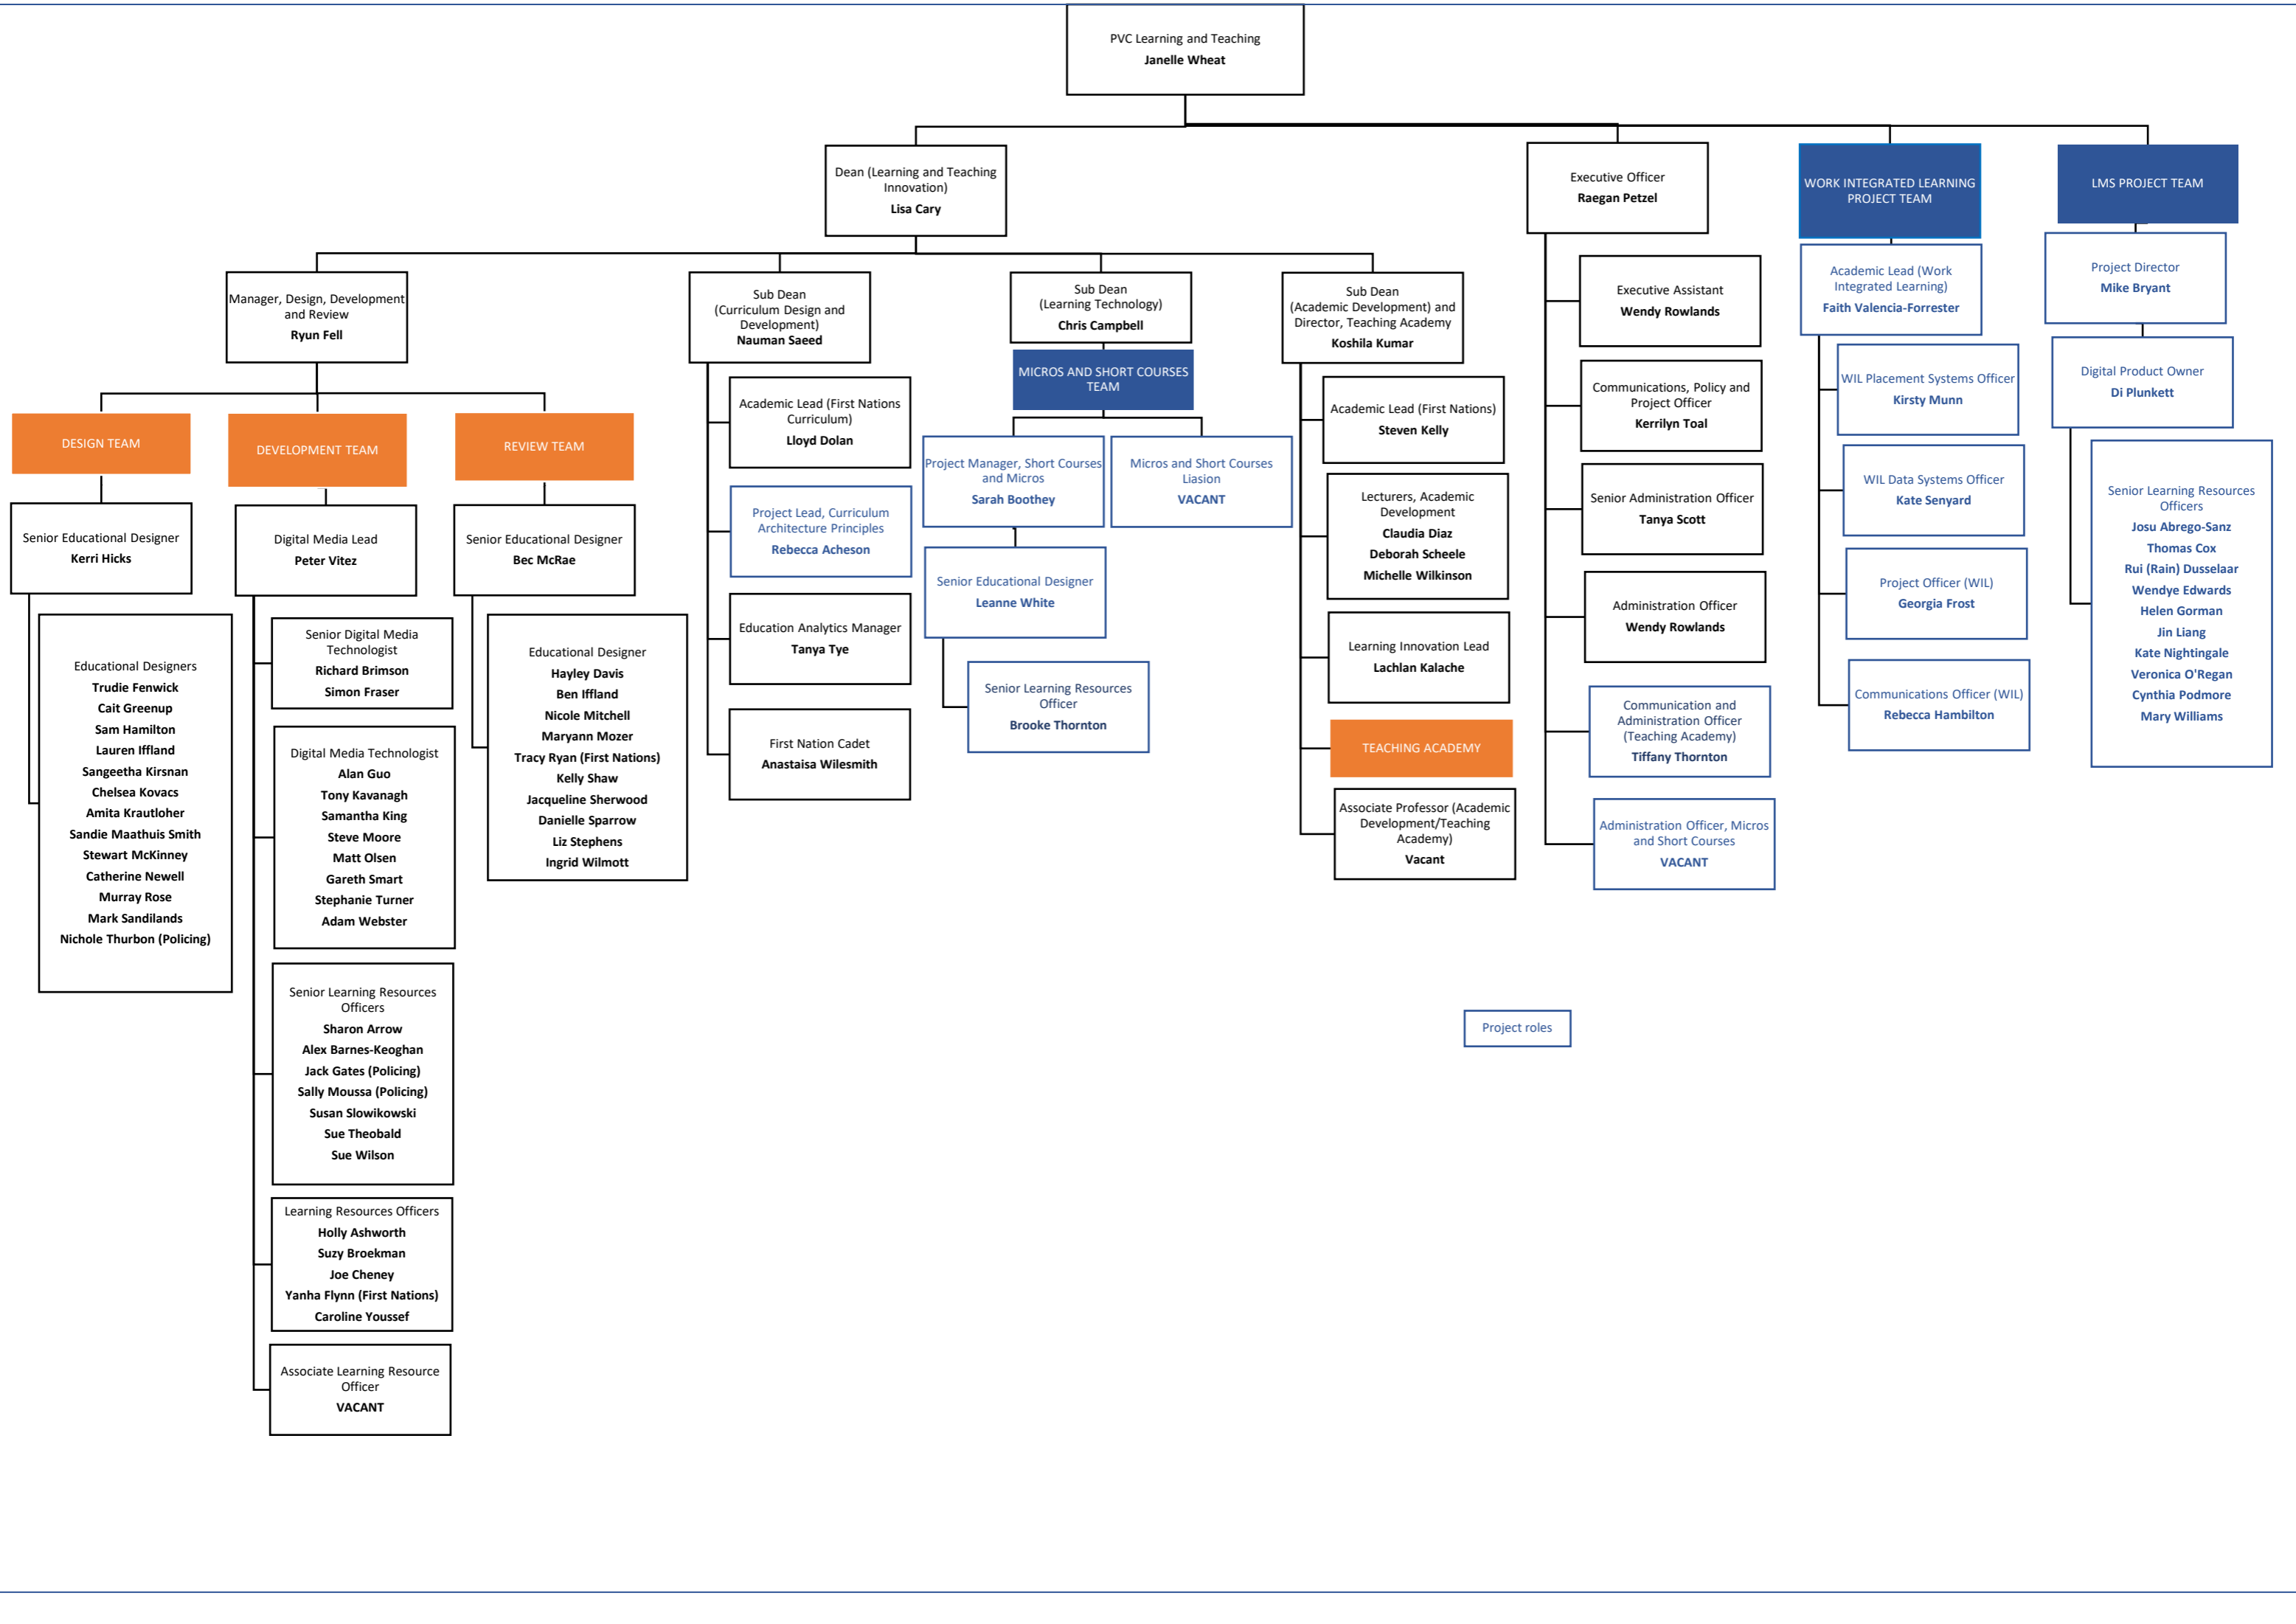 PVC Learning and Teaching
Janelle Wheat
Dean (Learning and Teaching
Innovation)
Lisa Cary
Executive Officer
Raegan Petzel
WORK INTEGRATED LEARNING
PROJECT TEAM
LMS PROJECT TEAM
Manager, Design, Development
and Review
Ryun Fell
Sub Dean
(Curriculum Design and
Development)
Nauman Saeed
Sub Dean
(Learning Technology)
Chris Campbell
Sub Dean
(Academic Development) and
Director, Teaching Academy
Koshila Kumar
DESIGN TEAM
Senior Educational Designer
Kerri Hicks
Educational Designers
Trudie Fenwick
Cait Greenup
Sam Hamilton
Lauren Iffland
Sangeetha Kirsnan
Chelsea Kovacs
Amita Krautloher
Sandie Maathuis Smith
Stewart McKinney
Catherine Newell
Murray Rose
Mark Sandilands
Nichole Thurbon (Policing)
DEVELOPMENT TEAM
Digital Media Lead
Peter Vitez
Senior Digital Media
Technologist
Richard Brimson
Simon Fraser
Digital Media Technologist
Alan Guo
Tony Kavanagh
Samantha King
Steve Moore
Matt Olsen
Gareth Smart
Stephanie Turner
Adam Webster
Senior Learning Resources
Officers
Sharon Arrow
Alex Barnes-Keoghan
Jack Gates (Policing)
Sally Moussa (Policing)
Susan Slowikowski
Sue Theobald
Sue Wilson
Learning Resources Officers
Holly Ashworth
Suzy Broekman
Joe Cheney
Yanha Flynn (First Nations)
Caroline Youssef
Associate Learning Resource
Officer
VACANT
REVIEW TEAM
Senior Educational Designer
Bec McRae
Educational Designer
Hayley Davis
Ben Iffland
Nicole Mitchell
Maryann Mozer
Tracy Ryan (First Nations)
Kelly Shaw
Jacqueline Sherwood
Danielle Sparrow
Liz Stephens
Ingrid Wilmott
Academic Lead (First Nations
Curriculum)
Lloyd Dolan
Project Lead, Curriculum
Architecture Principles
Rebecca Acheson
Education Analytics Manager
Tanya Tye
First Nation Cadet
Anastaisa Wilesmith
MICROS AND SHORT COURSES
TEAM
Project Manager, Short Courses
and Micros
Sarah Boothey
Micros and Short Courses
Liasion
VACANT
Senior Educational Designer
Leanne White
Senior Learning Resources
Officer
Brooke Thornton
Academic Lead (First Nations)
Steven Kelly
Lecturers, Academic
Development
Claudia Diaz
Deborah Scheele
Michelle Wilkinson
Learning Innovation Lead
Lachlan Kalache
TEACHING ACADEMY
Associate Professor (Academic
Development/Teaching
Academy)
Vacant
Executive Assistant
Wendy Rowlands
Communications, Policy and
Project Officer
Kerrilyn Toal
Senior Administration Officer
Tanya Scott
Administration Officer
Wendy Rowlands
Communication and
Administration Officer
(Teaching Academy)
Tiffany Thornton
Administration Officer, Micros
and Short Courses
VACANT
Academic Lead (Work
Integrated Learning)
Faith Valencia-Forrester
WIL Placement Systems Officer
Kirsty Munn
WIL Data Systems Officer
Kate Senyard
Project Officer (WIL)
Georgia Frost
Communications Officer (WIL)
Rebecca Hambilton
Project Director
Mike Bryant
Digital Product Owner
Di Plunkett
Senior Learning Resources
Officers
Josu Abrego-Sanz
Thomas Cox
Rui (Rain) Dusselaar
Wendye Edwards
Helen Gorman
Jin Liang
Kate Nightingale
Veronica O'Regan
Cynthia Podmore
Mary Williams
Project roles